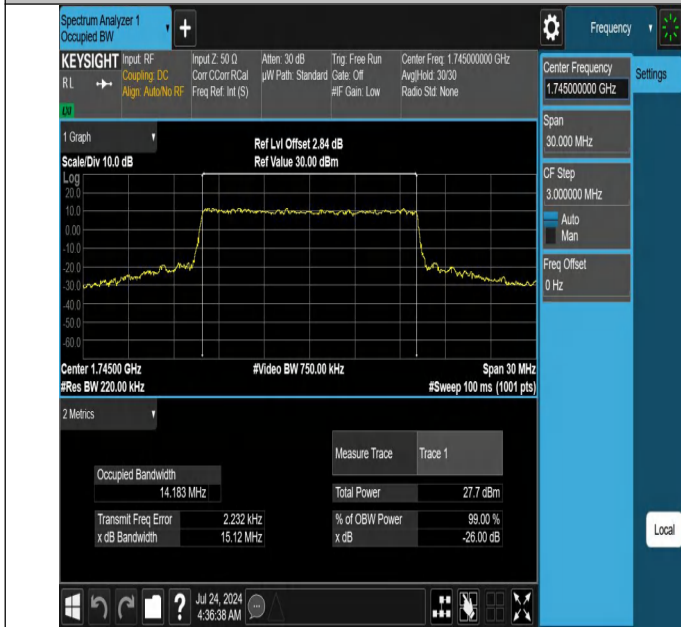 Spectrum Analyzer 1
Occupied BW
+
Frequency
KEYSIGHT
RL
LXI
Input: RF
Coupling: DC
Align: Auto/No RF
Input Z: 50 Ω
Corr CCorr RCal
Freq Ref: Int (S)
Atten: 30 dB
µW Path: Standard
Trig: Free Run
Gate: Off
#IF Gain: Low
Center Freq: 1.745000000 GHz
Avg|Hold: 30/30
Radio Std: None
Center Frequency
1.745000000 GHz
Settings
Span
30.000 MHz
CF Step
3.000000 MHz
Auto
Man
Freq Offset
0 Hz
1 Graph
Scale/Div 10.0 dB
Ref Lvl Offset 2.84 dB
Ref Value 30.00 dBm
Log
20.0
10.0
0.00
-10.0
-20.0
-30.0
-40.0
-50.0
-60.0
Center 1.74500 GHz
#Video BW 750.00 kHz
Span 30 MHz
#Res BW 220.00 kHz
#Sweep 100 ms (1001 pts)
2 Metrics
Measure Trace Trace 1
Occupied Bandwidth
14.183 MHz
Total Power 27.7 dBm
Transmit Freq Error 2.232 kHz
% of OBW Power 99.00 %
x dB Bandwidth 15.12 MHz
x dB -26.00 dB
Local
?
Jul 24, 2024
4:36:38 AM